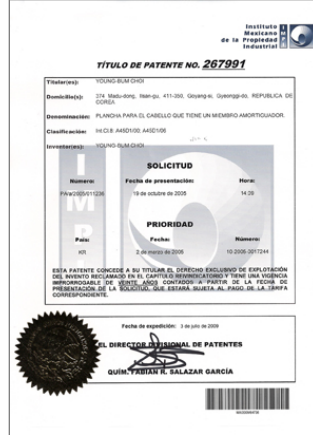 Instituto
Mexicano
de la Propiedad
Industrial
IMPI
TÍTULO DE PATENTE NO. 267991
Titular(es): YOUNG-BUM CHOI
Domicilio(s): 374 Madu-dong, Ilsan-gu, 411-350, Goyang-si, Gyeonggi-do, REPUBLICA DE
COREA
Denominación: PLANCHA PARA EL CABELLO QUE TIENE UN MIEMBRO AMORTIGUADOR.
Clasificación: Int.Cl.8: A45D1/00; A45D1/06
Inventor(es): YOUNG-BUM CHOI
SOLICITUD
Número: Fecha de presentación: Hora:
PA/a/2005/011236 19 de octubre de 2005 14:39
PRIORIDAD
País: Fecha: Número:
KR 2 de marzo de 2005
ESTA PATENTE CONCEDE A SU TITULAR EL DERECHO EXCLUSIVO DE EXPLOTACIÓN
DEL INVENTO RECLAMADO EN EL CAPÍTULO REIVINDICATORIO Y TIENE UNA VIGENCIA
IMPRORROGABLE DE VEINTE AÑOS CONTADOS A PARTIR DE LA FECHA DE
PRESENTACIÓN DE LA SOLICITUD, QUE ESTARÁ SUJETA AL PAGO DE LA TARIFA
CORRESPONDIENTE.
Fecha de expedición: 3 de julio de 2009
EL DIRECTOR DIVISIONAL DE PATENTES
QUÍM. FABIAN R. SALAZAR GARCÍA